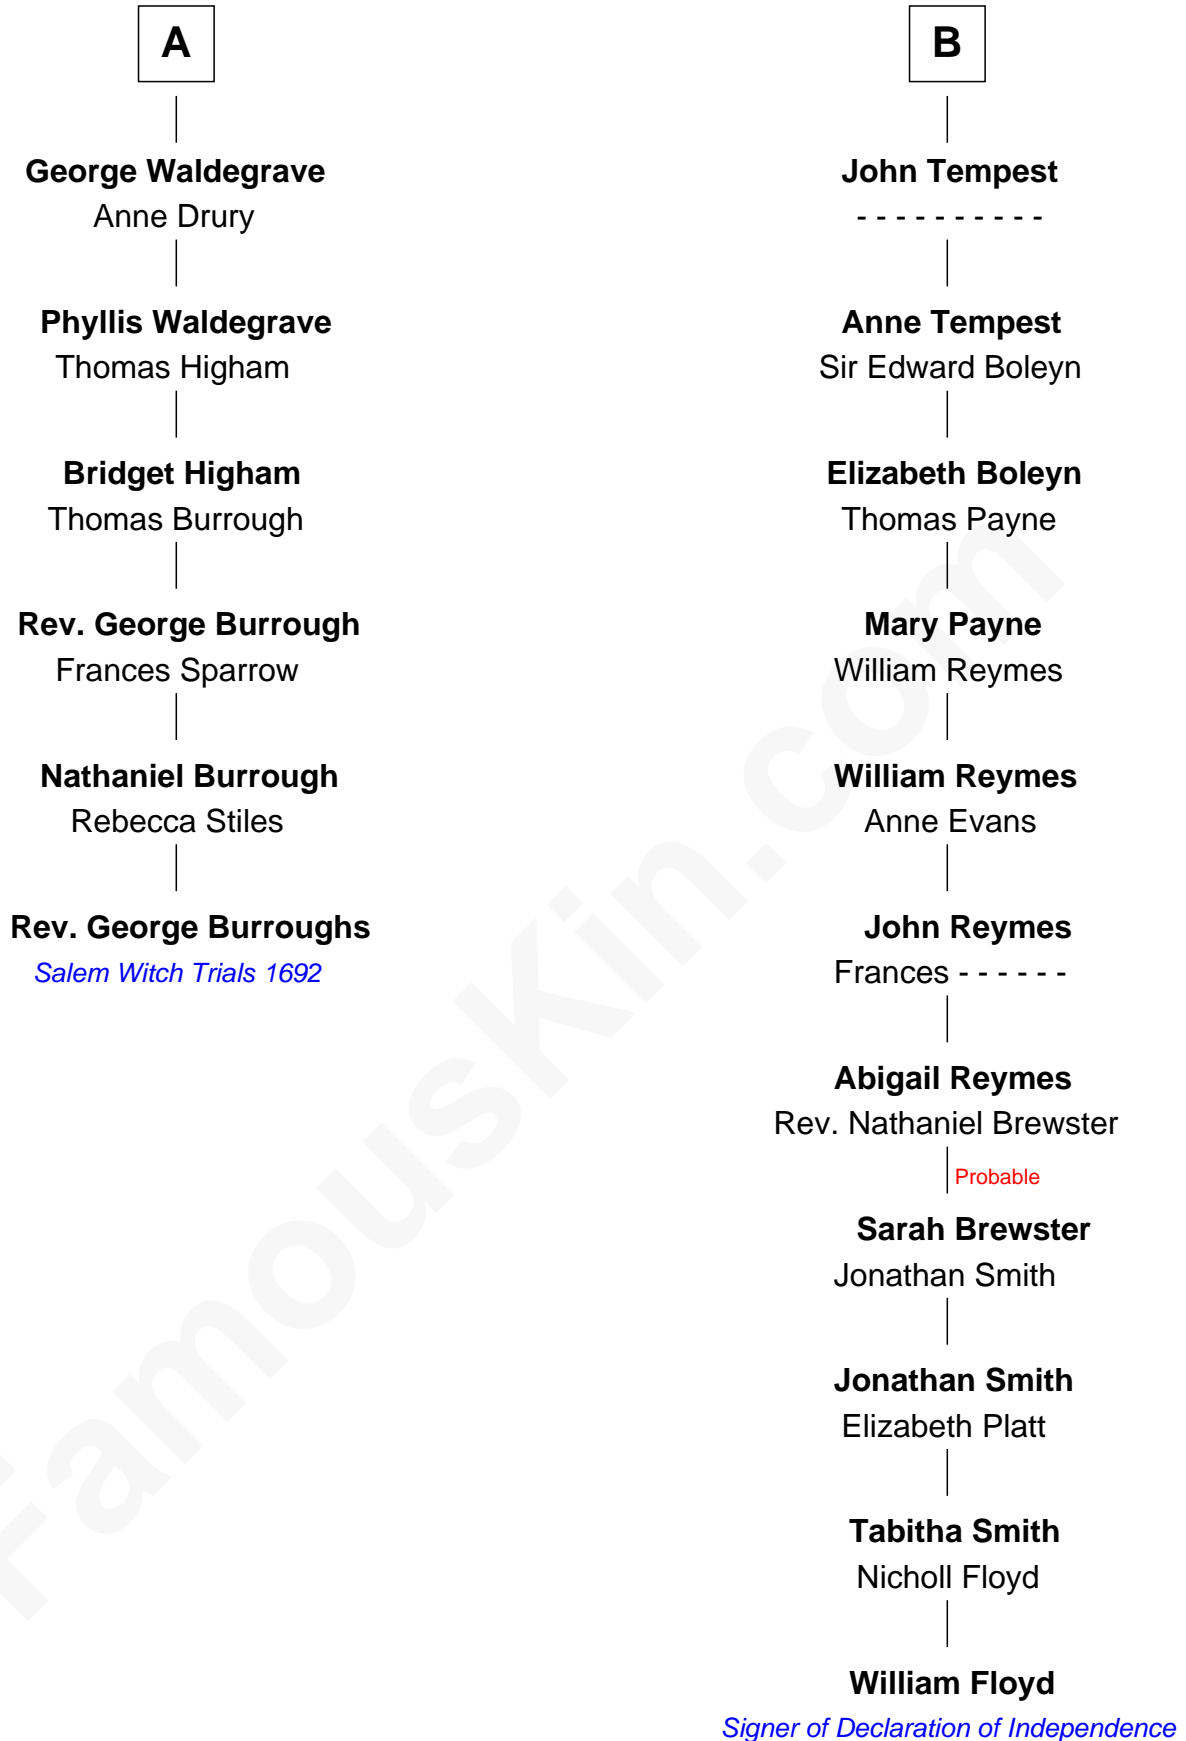 A
George Waldegrave
Anne Drury
Phyllis Waldegrave
Thomas Higham
Bridget Higham
Thomas Burrough
Rev. George Burrough
Frances Sparrow
Nathaniel Burrough
Rebecca Stiles
Rev. George Burroughs
Salem Witch Trials 1692
B
John Tempest
- - - - - - - - - -
Anne Tempest
Sir Edward Boleyn
Elizabeth Boleyn
Thomas Payne
Mary Payne
William Reymes
William Reymes
Anne Evans
John Reymes
Frances - - - - - -
Abigail Reymes
Rev. Nathaniel Brewster
Probable
Sarah Brewster
Jonathan Smith
Jonathan Smith
Elizabeth Platt
Tabitha Smith
Nicholl Floyd
William Floyd
Signer of Declaration of Independence
FamousKin.com